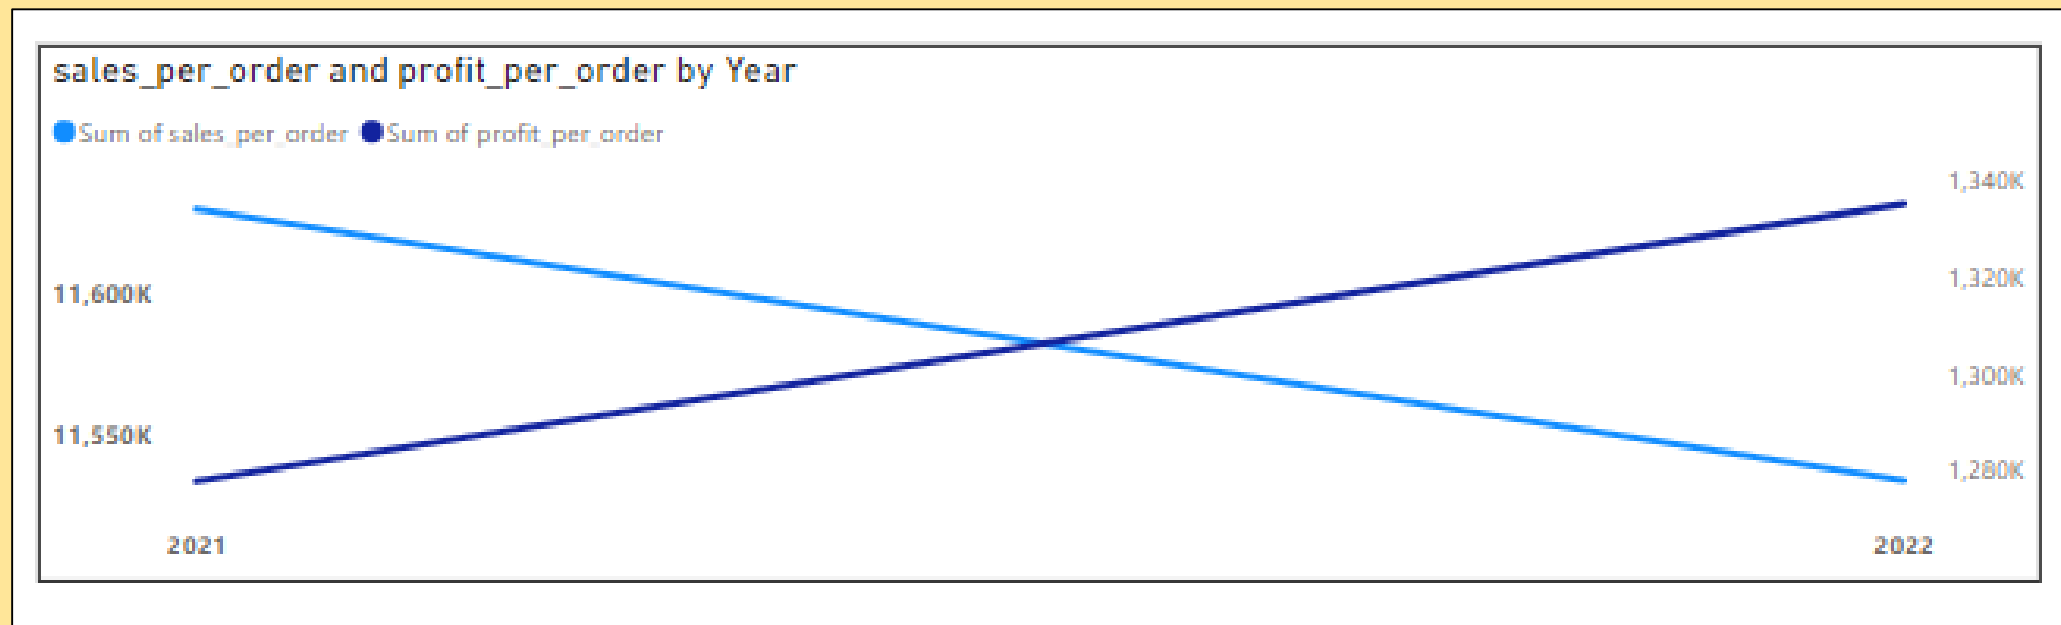 sales_per_order and profit_per_order by Year
Sum of sales_per_order Sum of profit_per_order
1,340K
11,600K
1,320K
1,300K
11,550K
1,280K
2021 2022